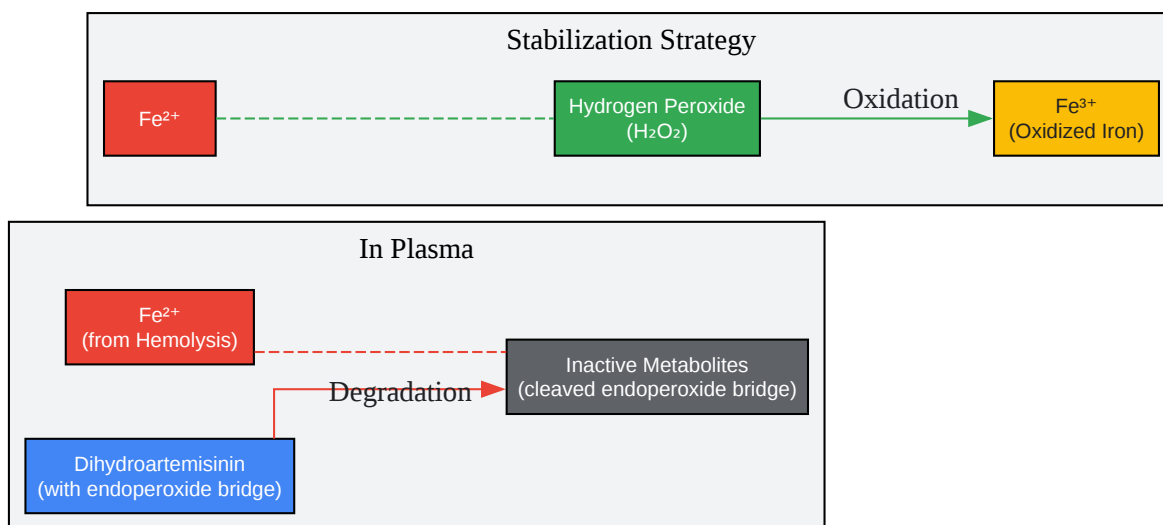 Stabilization Strategy
Fe²⁺
Hydrogen Peroxide
(H₂O₂)
Oxidation
Fe³⁺
(Oxidized Iron)
In Plasma
Fe²⁺
(from Hemolysis)
Inactive Metabolites
(cleaved endoperoxide bridge)
Degradation
Dihydroartemisinin
(with endoperoxide bridge)